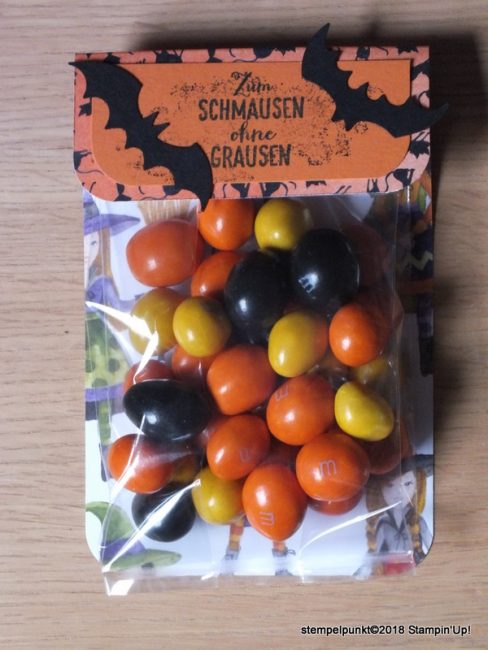 Zum
SCHMAUSEN
ohne
GRAUSEN
m
m
m
m
stempelpunkt©2018 Stampin'Up!